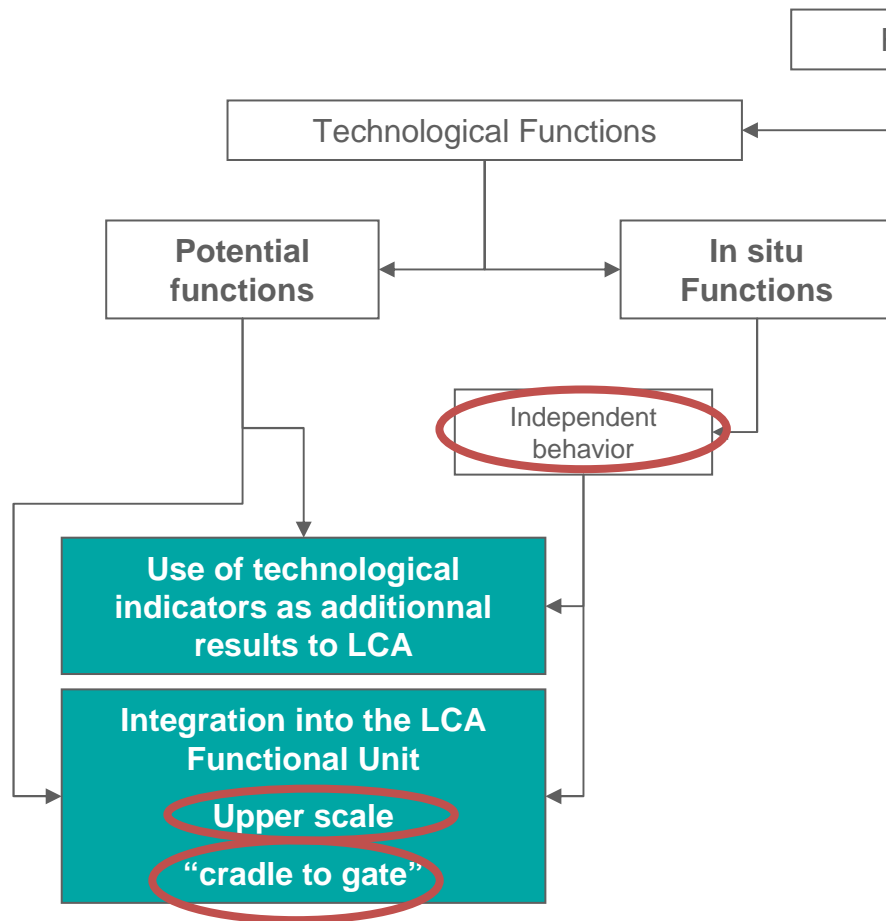 Technological Functions
Potential
functions
In situ
Functions
Independent
behavior
Use of technological
indicators as additionnal
results to LCA
Integration into the LCA
Functional Unit
Upper scale
“cradle to gate”